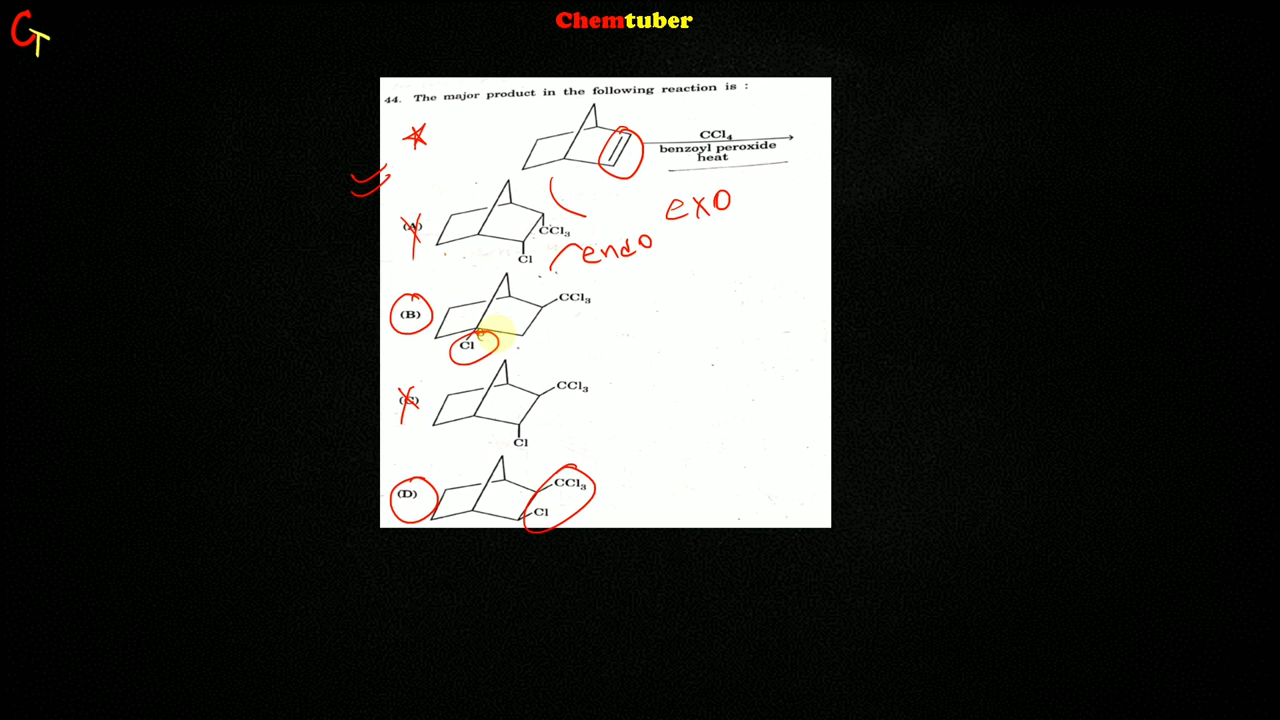 Chemtuber
CT
44. The major product in the following reaction is :
CCl4
benzoyl peroxide
heat
exo
(A)
CCl3
Cl
endo
(B)
CCl3
Cl
(C)
CCl3
Cl
(D)
CCl3
Cl